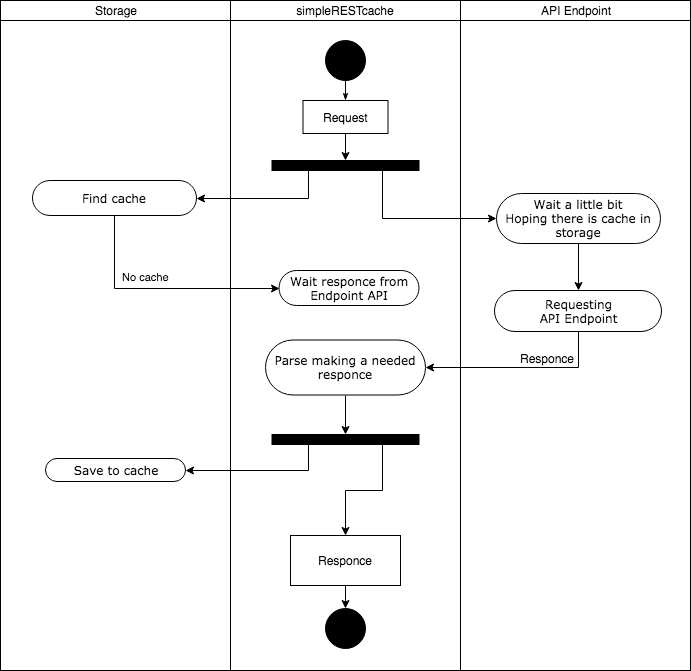 Storage
simpleRESTcache
API Endpoint
Request
Find cache
Wait a little bit
Hoping there is cache in
storage
No cache
Wait responce from
Endpoint API
Requesting
API Endpoint
Responce
Parse making a needed
responce
Save to cache
Responce